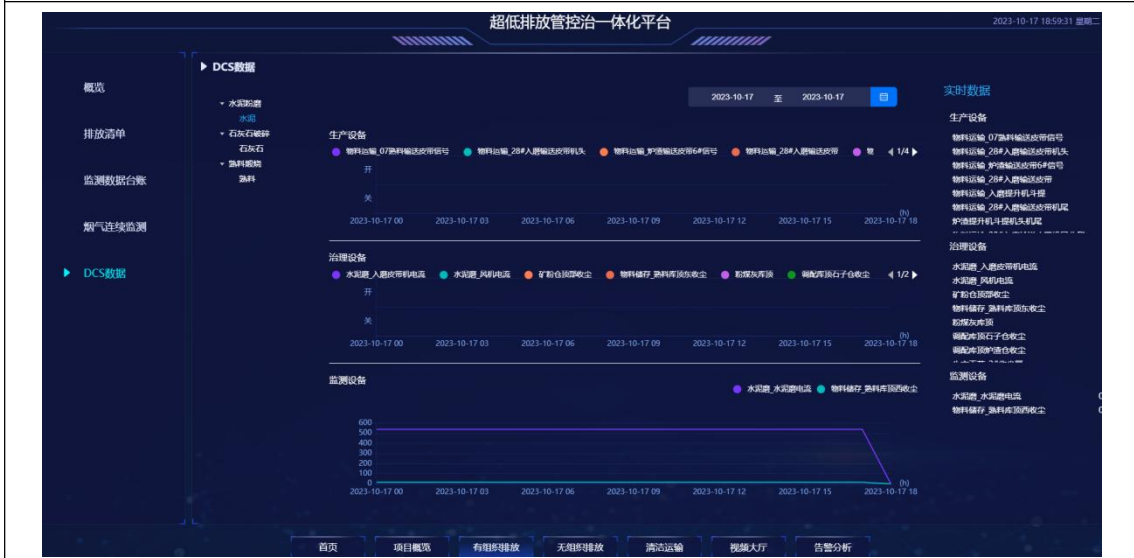 超低排放管控治一体化平台
2023-10-17 18:59:31 星期二
概览
排放清单
监测数据台账
烟气连续监测
DCS数据
DCS数据
水泥粉磨
水泥
石灰石破碎
石灰石
熟料煅烧
熟料
2023-10-17 至 2023-10-17
生产设备
物料运输_07熟料输送皮带信号 物料运输_28#入磨输送皮带机头 物料运输_炉渣输送皮带6#信号 物料运输_28#入磨输送皮带 物 1/4
开
关
(h)
2023-10-17 00 2023-10-17 03 2023-10-17 06 2023-10-17 09 2023-10-17 12 2023-10-17 15 2023-10-17 18
治理设备
水泥磨_入磨皮带机电流 水泥磨_风机电流 矿粉仓顶部收尘 物料储存_熟料库顶东收尘 粉煤灰库顶 调配库顶石子仓收尘 1/2
开
关
(h)
2023-10-17 00 2023-10-17 03 2023-10-17 06 2023-10-17 09 2023-10-17 12 2023-10-17 15 2023-10-17 18
监测设备
水泥磨_水泥磨电流 物料储存_熟料库顶西收尘
600
500
400
300
200
100
0
(h)
2023-10-17 00 2023-10-17 03 2023-10-17 06 2023-10-17 09 2023-10-17 12 2023-10-17 15 2023-10-17 18
实时数据
生产设备
物料运输_07熟料输送皮带信号
物料运输_28#入磨输送皮带机头
物料运输_炉渣输送皮带6#信号
物料运输_28#入磨输送皮带
物料运输_入磨提升机斗提
物料运输_28#入磨输送皮带机尾
炉渣提升机斗提机头机尾
治理设备
水泥磨_入磨皮带机电流
水泥磨_风机电流
矿粉仓顶部收尘
物料储存_熟料库顶东收尘
粉煤灰库顶
调配库顶石子仓收尘
调配库顶炉渣仓收尘
监测设备
水泥磨_水泥磨电流 0
物料储存_熟料库顶西收尘 0
首页 项目概览 有组织排放 无组织排放 清洁运输 视频大厅 告警分析